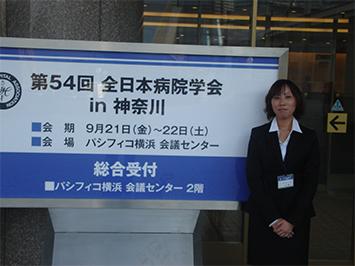 第54回 全日本病院学会
in 神奈川
■会 期 9月21日(金)～22日(土)
■会 場 パシフィコ横浜 会議センター
総合受付
■パシフィコ横浜 会議センター 2階